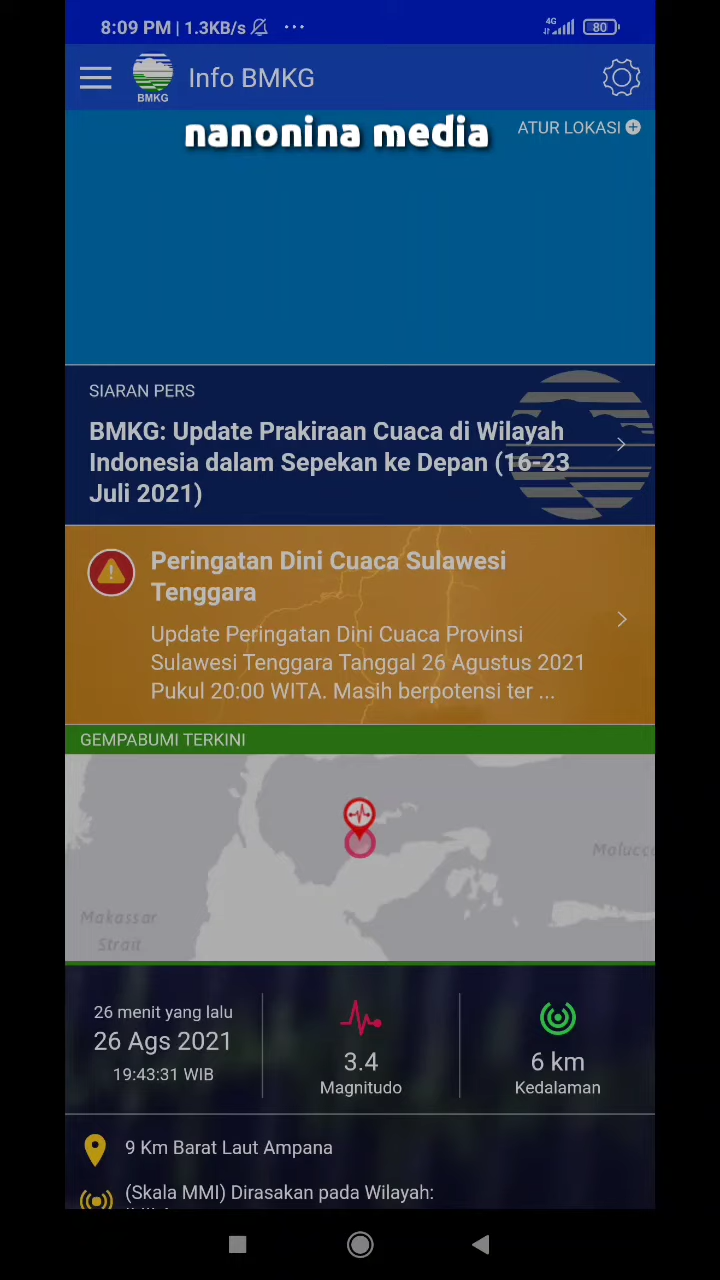 8:09 PM | 1.3KB/s ...
4G
80
BMKG
Info BMKG
nanonina media
ATUR LOKASI
SIARAN PERS
BMKG: Update Prakiraan Cuaca di Wilayah
Indonesia dalam Sepekan ke Depan (16-23
Juli 2021)
Peringatan Dini Cuaca Sulawesi
Tenggara
Update Peringatan Dini Cuaca Provinsi
Sulawesi Tenggara Tanggal 26 Agustus 2021
Pukul 20:00 WITA. Masih berpotensi ter ...
GEMPABUMI TERKINI
Makassar
Strait
26 menit yang lalu
26 Ags 2021
19:43:31 WIB
3.4
Magnitudo
6 km
Kedalaman
9 Km Barat Laut Ampana
(Skala MMI) Dirasakan pada Wilayah: